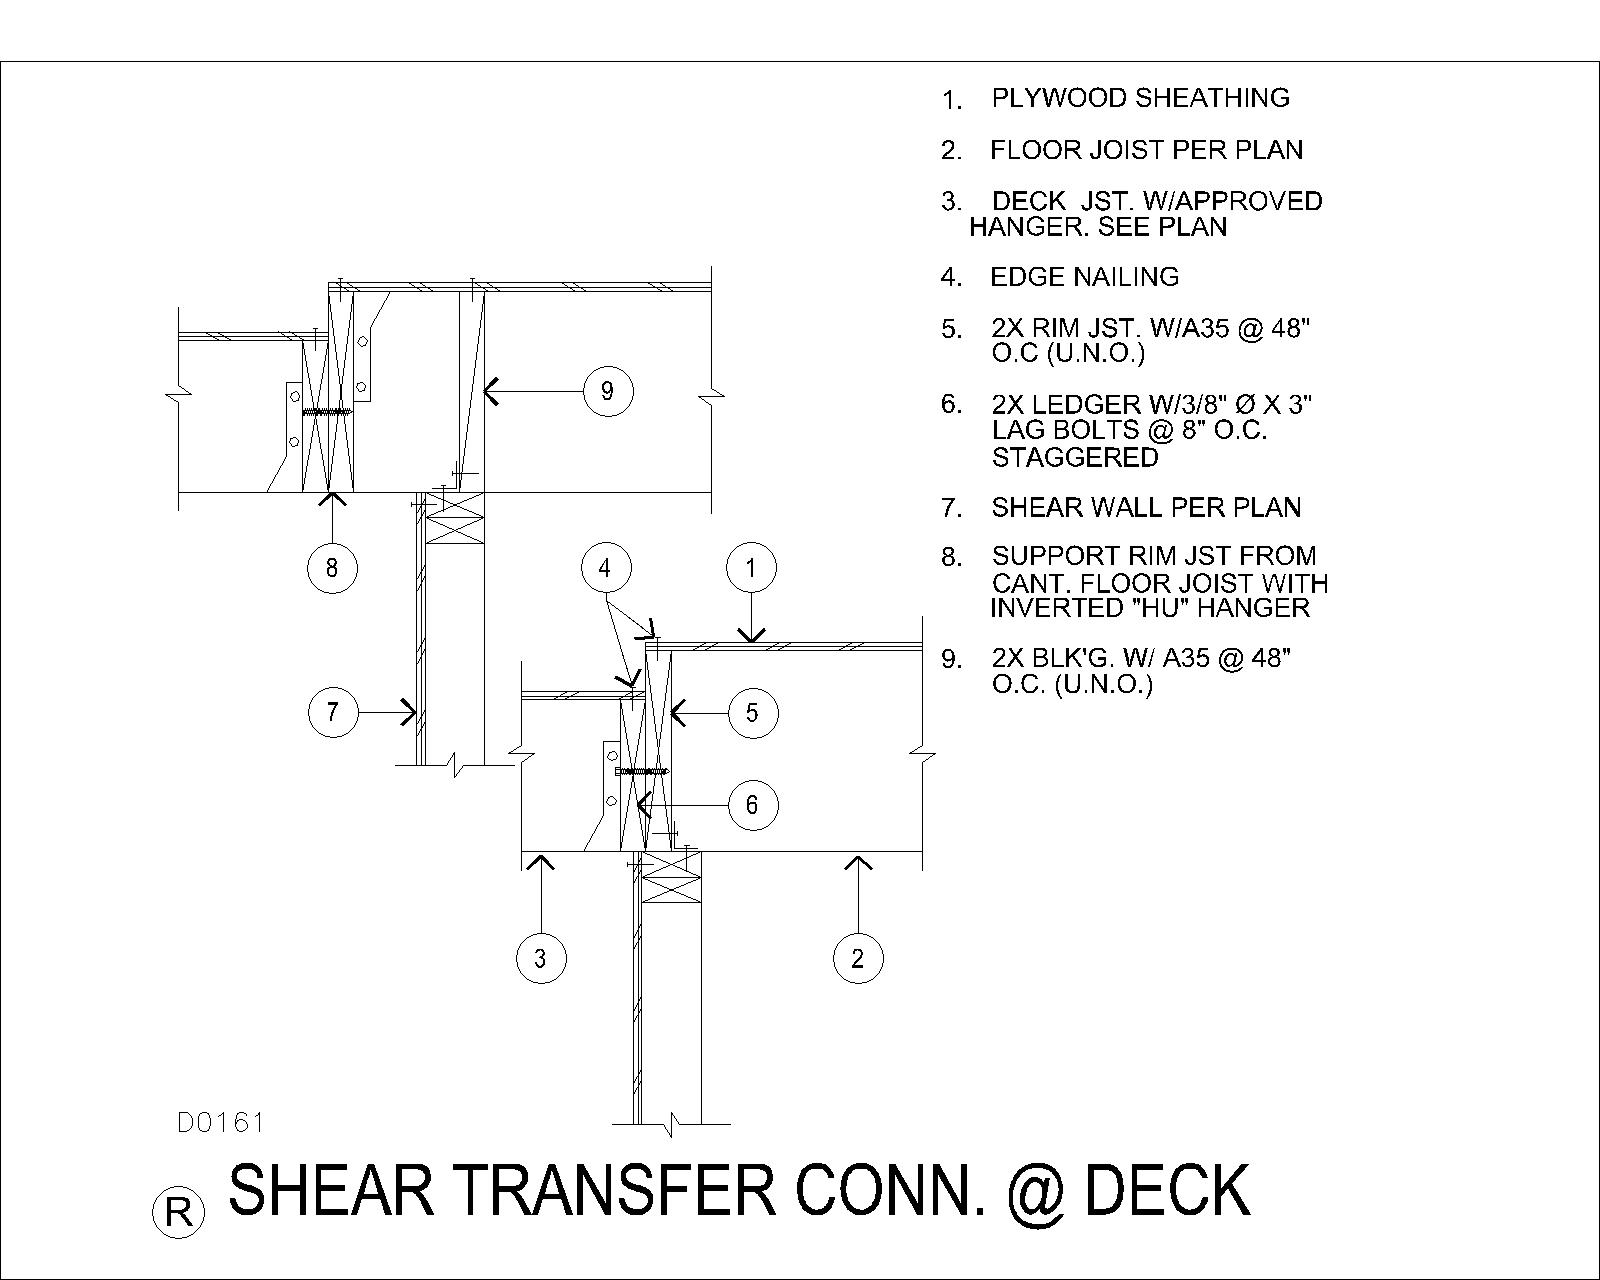 1. PLYWOOD SHEATHING
2. FLOOR JOIST PER PLAN
3. DECK JST. W/APPROVED
HANGER. SEE PLAN
4. EDGE NAILING
5. 2X RIM JST. W/A35 @ 48"
O.C (U.N.O.)
6. 2X LEDGER W/3/8" Ø X 3"
LAG BOLTS @ 8" O.C.
STAGGERED
7. SHEAR WALL PER PLAN
8. SUPPORT RIM JST FROM
CANT. FLOOR JOIST WITH
INVERTED "HU" HANGER
9. 2X BLK'G. W/ A35 @ 48"
O.C. (U.N.O.)
9
8
4
1
7
5
6
3
2
D0161
R SHEAR TRANSFER CONN. @ DECK